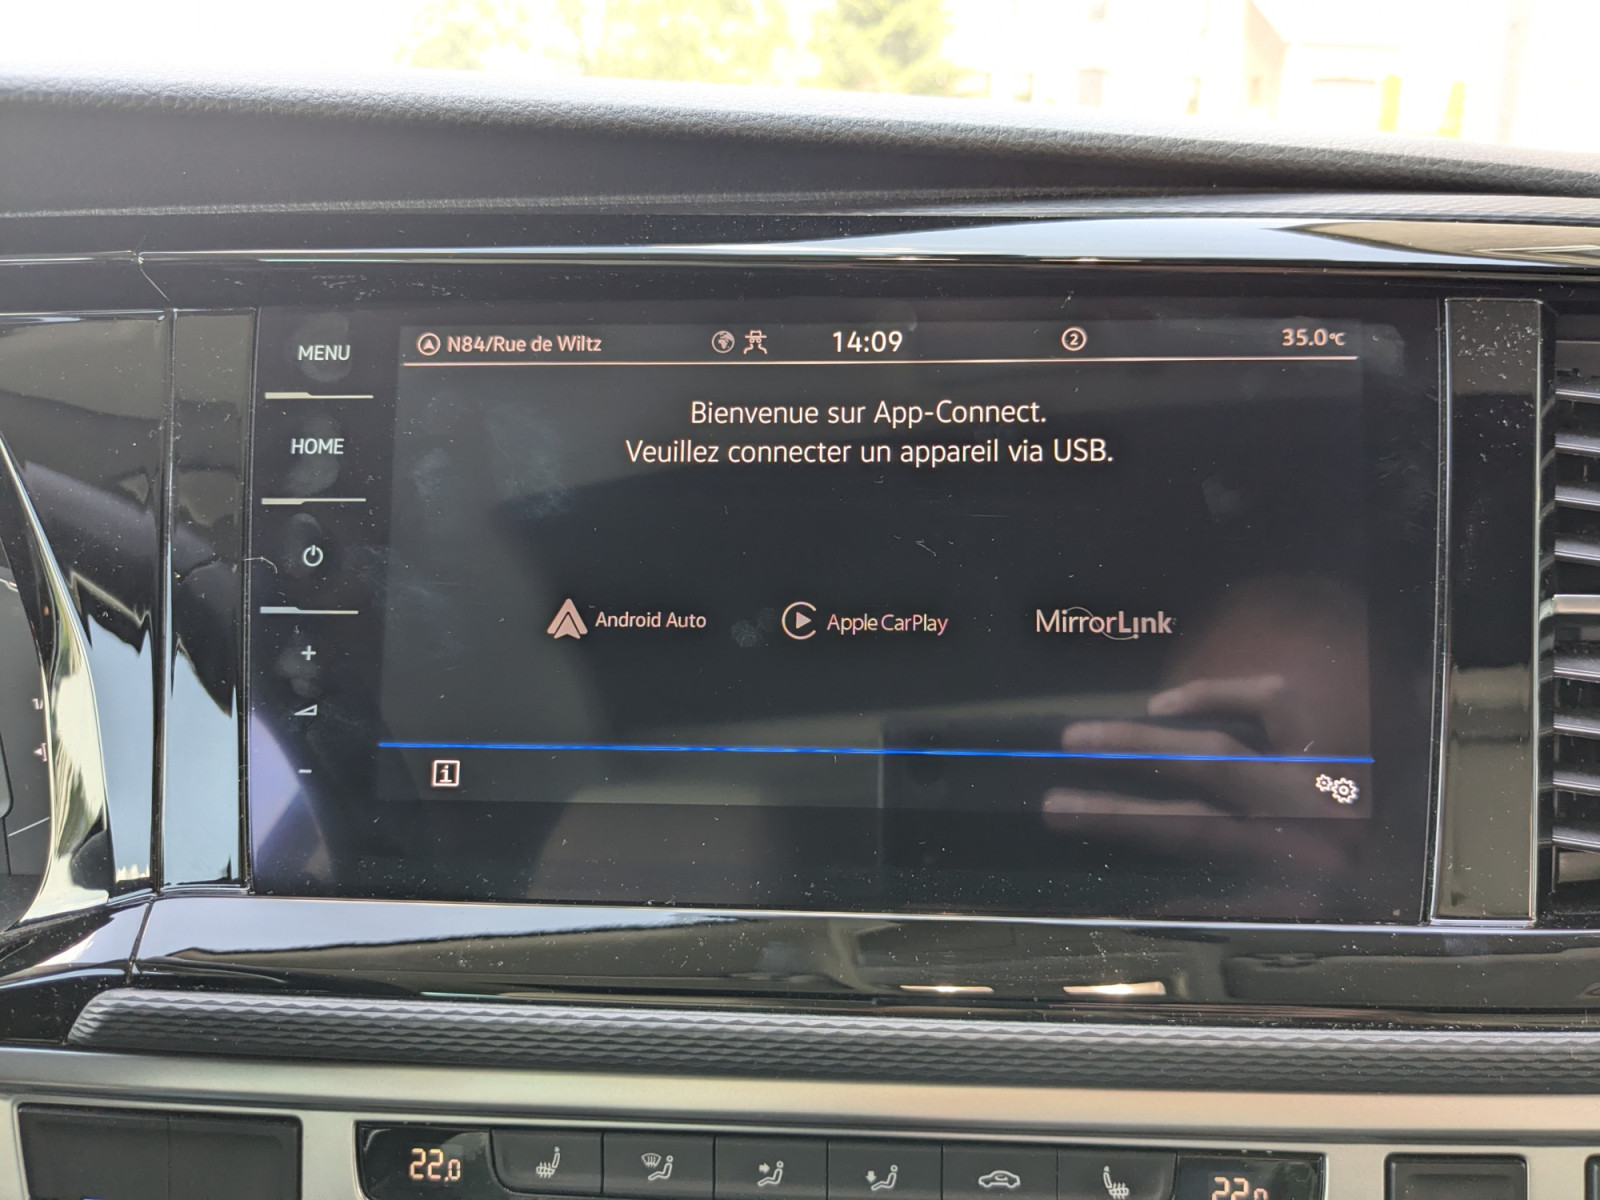 MENU
HOME
+
-
N84/Rue de Wiltz
14:09
2
35.0°C
Bienvenue sur App-Connect.
Veuillez connecter un appareil via USB.
Android Auto
Apple CarPlay
MirrorLink
i
22.0
22.0